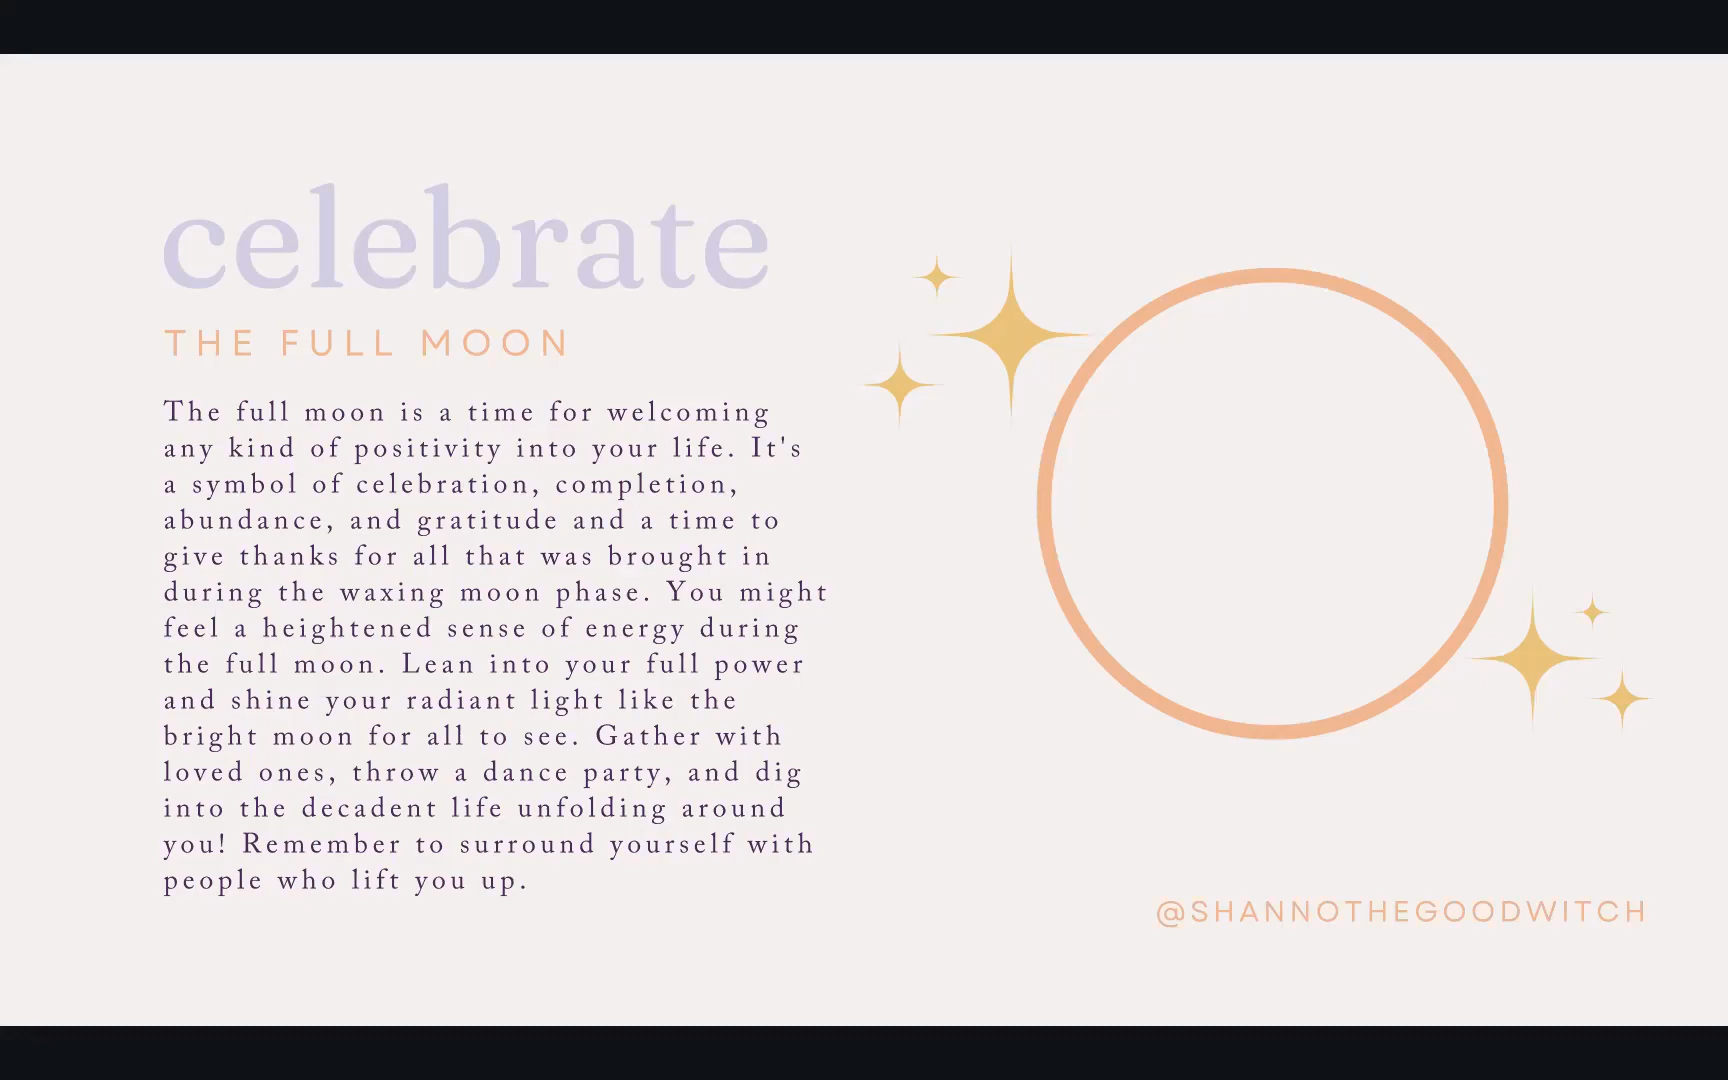 celebrate
THE FULL MOON
The full moon is a time for welcoming
any kind of positivity into your life. It's
a symbol of celebration, completion,
abundance, and gratitude and a time to
give thanks for all that was brought in
during the waxing moon phase. You might
feel a heightened sense of energy during
the full moon. Lean into your full power
and shine your radiant light like the
bright moon for all to see. Gather with
loved ones, throw a dance party, and dig
into the decadent life unfolding around
you! Remember to surround yourself with
people who lift you up.
@SHANNOTHEGOODWITCH